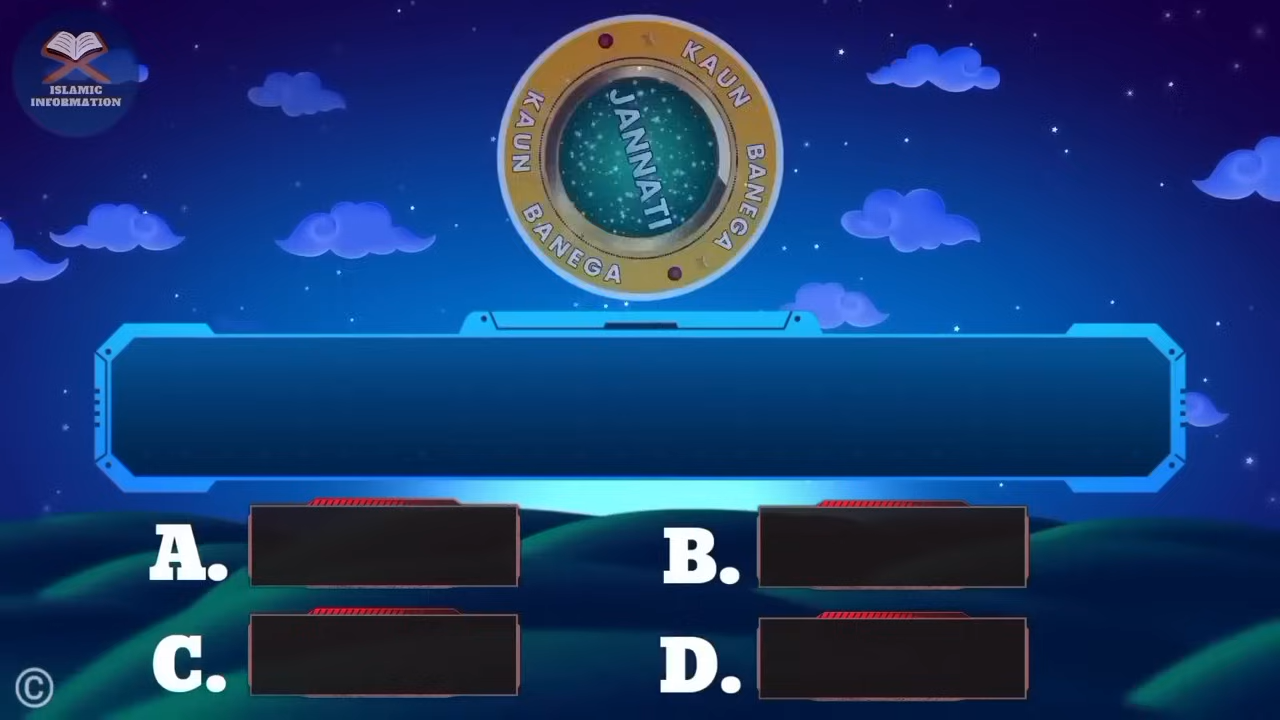 ISLAMIC
INFORMATION
KAUN
BANEGA
JANNATI
KAUN
BANEGA
A.
B.
C.
D.
©